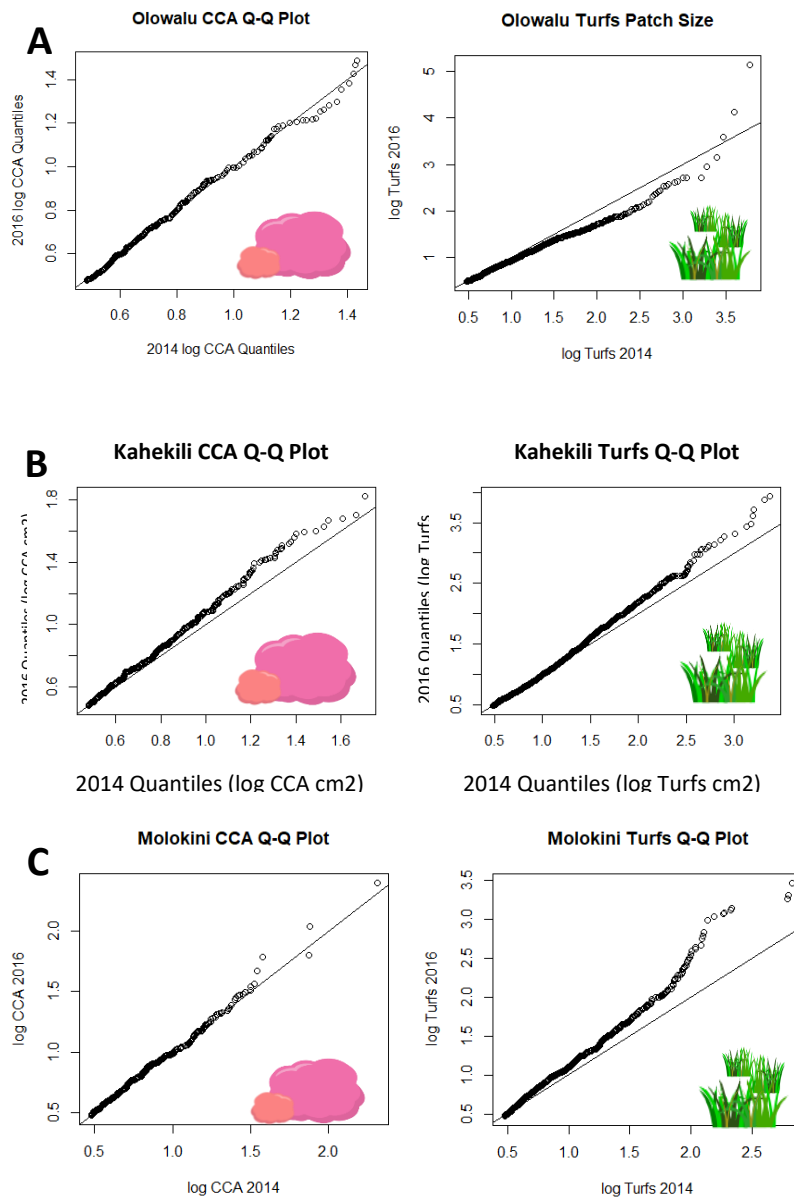 A
Olowalu CCA Q-Q Plot
2016 log CCA Quantiles
0.6 1.0 1.2 1.4
0.6 0.8 1.0 1.2 1.4
2014 log CCA Quantiles
Olowalu Turfs Patch Size
log Turfs 2016
1 2 3 4 5
0.5 1.0 1.5 2.0 2.5 3.0 3.5
log Turfs 2014
B
Kahekili CCA Q-Q Plot
2016 Quantiles (log CCA cm2)
0.6 1.0 1.4 1.8
0.6 0.8 1.0 1.2 1.4 1.6
2014 Quantiles (log CCA cm2)
Kahekili Turfs Q-Q Plot
2016 Quantiles (log Turfs
0.5 1.5 2.5 3.5
0.5 1.0 1.5 2.0 2.5 3.0
2014 Quantiles (log Turfs cm2)
C
Molokini CCA Q-Q Plot
log CCA 2016
0.5 1.0 1.5 2.0
0.5 1.0 1.5 2.0
log CCA 2014
Molokini Turfs Q-Q Plot
log Turfs 2016
0.5 1.0 1.5 2.0 2.5 3.0 3.5
0.5 1.0 1.5 2.0 2.5
log Turfs 2014